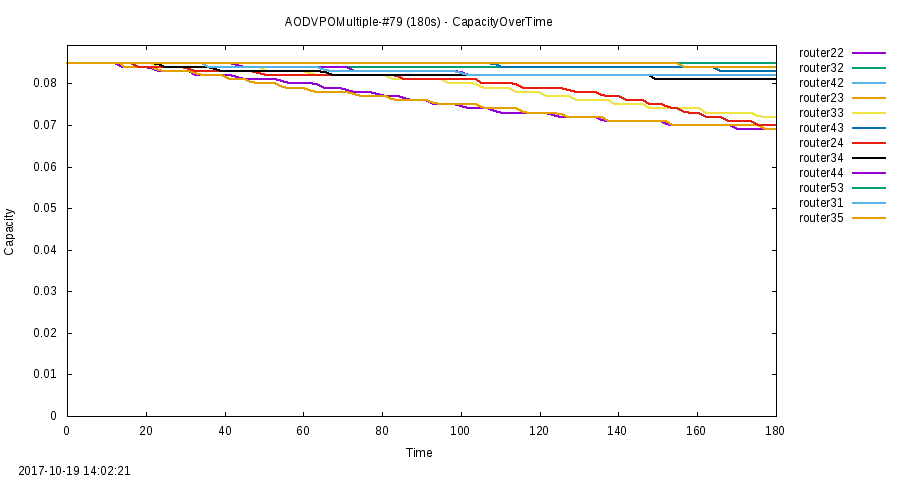 AODVPOMultiple-#79 (180s) - CapacityOverTime
router22
router32
router42
router23
router33
router43
router24
router34
router44
router53
router31
router35
Capacity
0.08
0.07
0.06
0.05
0.04
0.03
0.02
0.01
0
0 20 40 60 80 100 120 140 160 180
Time
2017-10-19 14:02:21